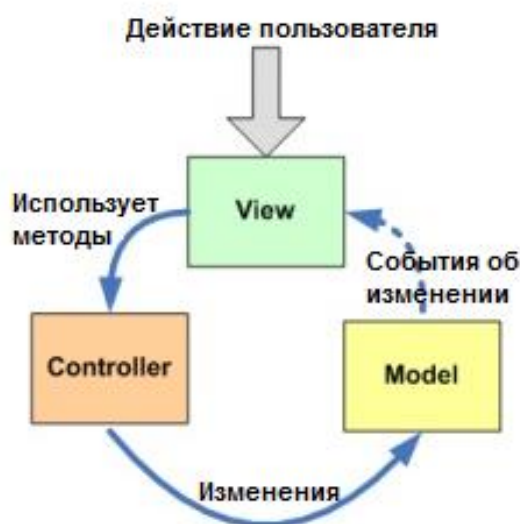 Действие пользователя
View
Использует
методы
События об
изменении
Controller
Model
Изменения